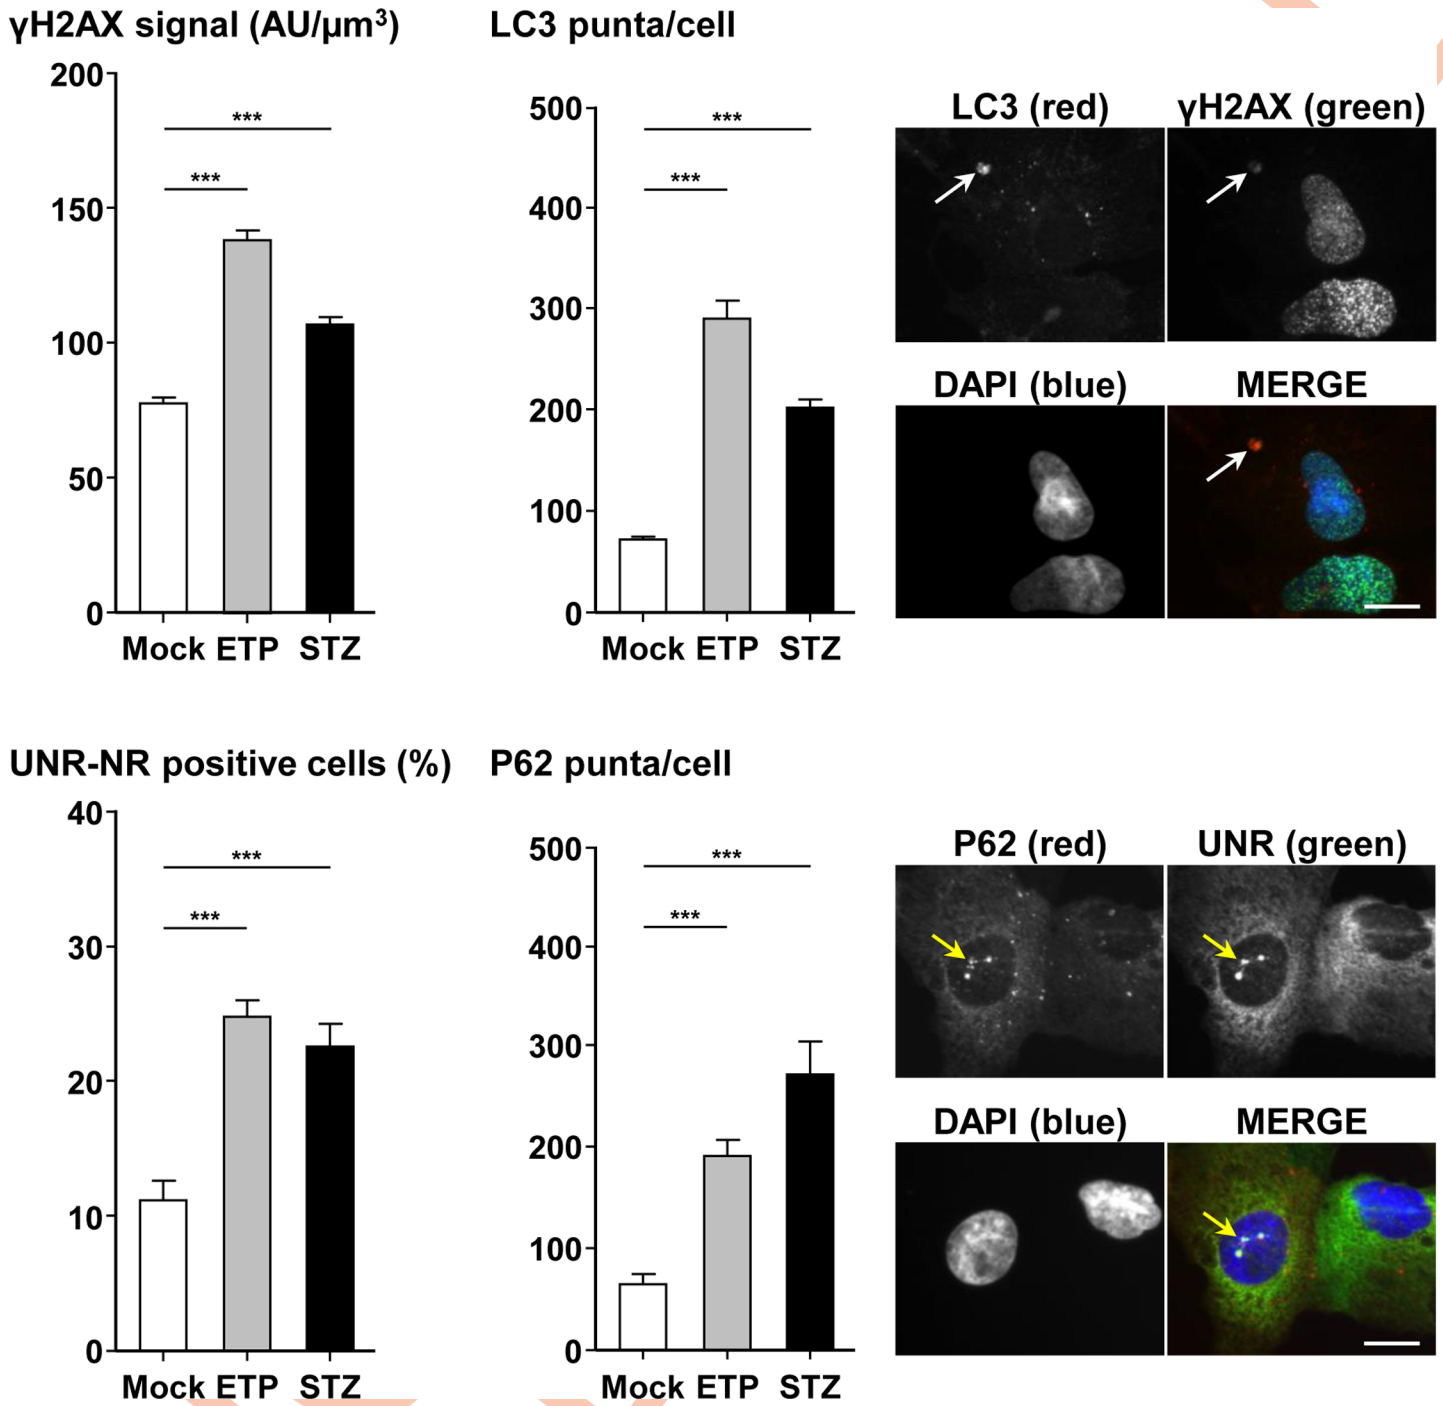 γH2AX signal (AU/μm³)
200
150
100
50
0
***
***
Mock ETP STZ
LC3 punta/cell
500
400
300
200
100
0
***
***
Mock ETP STZ
LC3 (red)
γH2AX (green)
DAPI (blue)
MERGE
UNR-NR positive cells (%)
40
30
20
10
0
***
***
Mock ETP STZ
P62 punta/cell
500
400
300
200
100
0
***
***
Mock ETP STZ
P62 (red)
UNR (green)
DAPI (blue)
MERGE